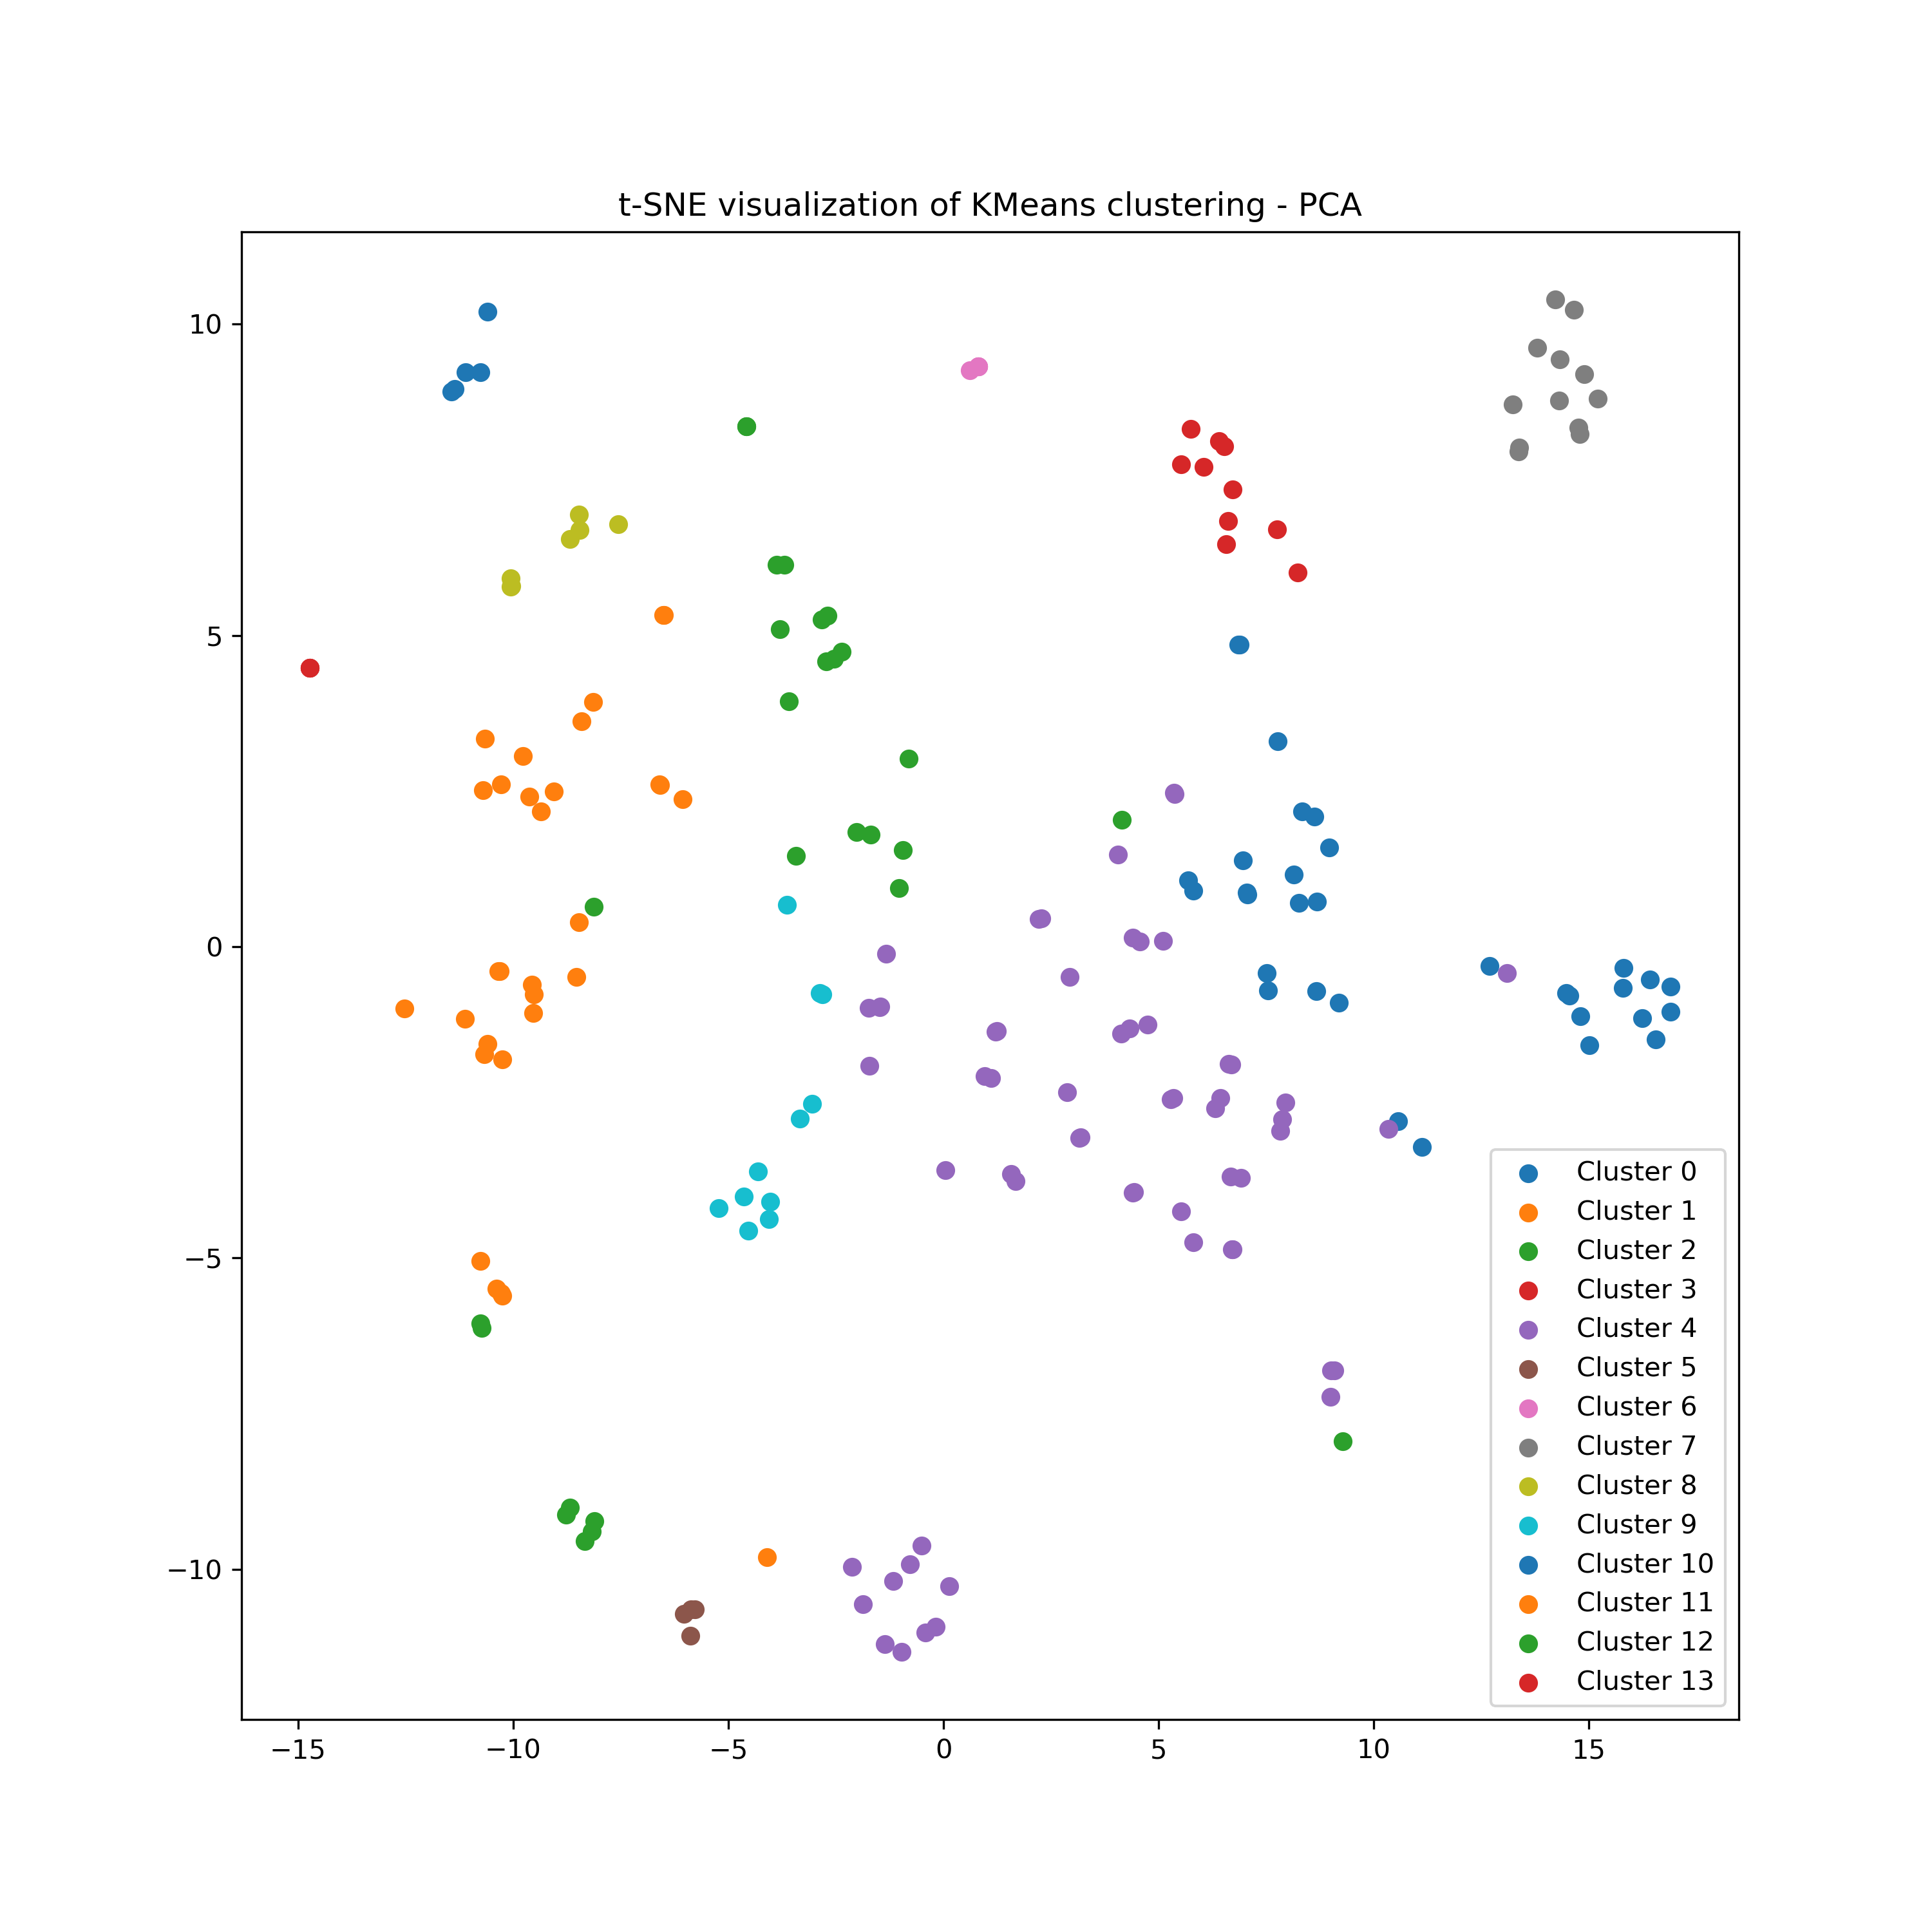 t-SNE visualization of KMeans clustering - PCA
10
5
0
−5
−10
−15 −10 −5 0 5 10 15
Cluster 0
Cluster 1
Cluster 2
Cluster 3
Cluster 4
Cluster 5
Cluster 6
Cluster 7
Cluster 8
Cluster 9
Cluster 10
Cluster 11
Cluster 12
Cluster 13